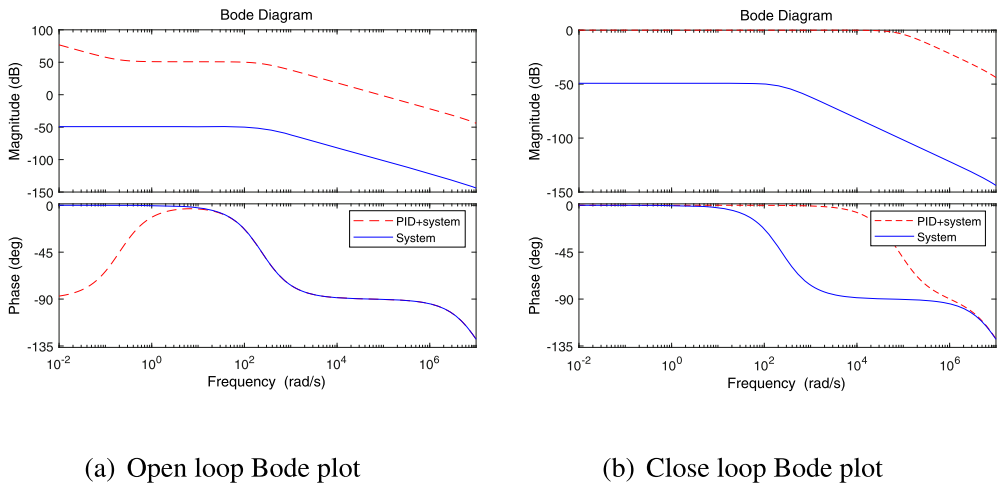 Bode Diagram
100
50
0
-50
-100
-150
Magnitude (dB)
0
-45
-90
-135
Phase (deg)
PID+system
System
10^-2 10^0 10^2 10^4 10^6
Frequency (rad/s)
(a) Open loop Bode plot
Bode Diagram
0
-50
-100
-150
Magnitude (dB)
0
-45
-90
-135
Phase (deg)
PID+system
System
10^-2 10^0 10^2 10^4 10^6
Frequency (rad/s)
(b) Close loop Bode plot